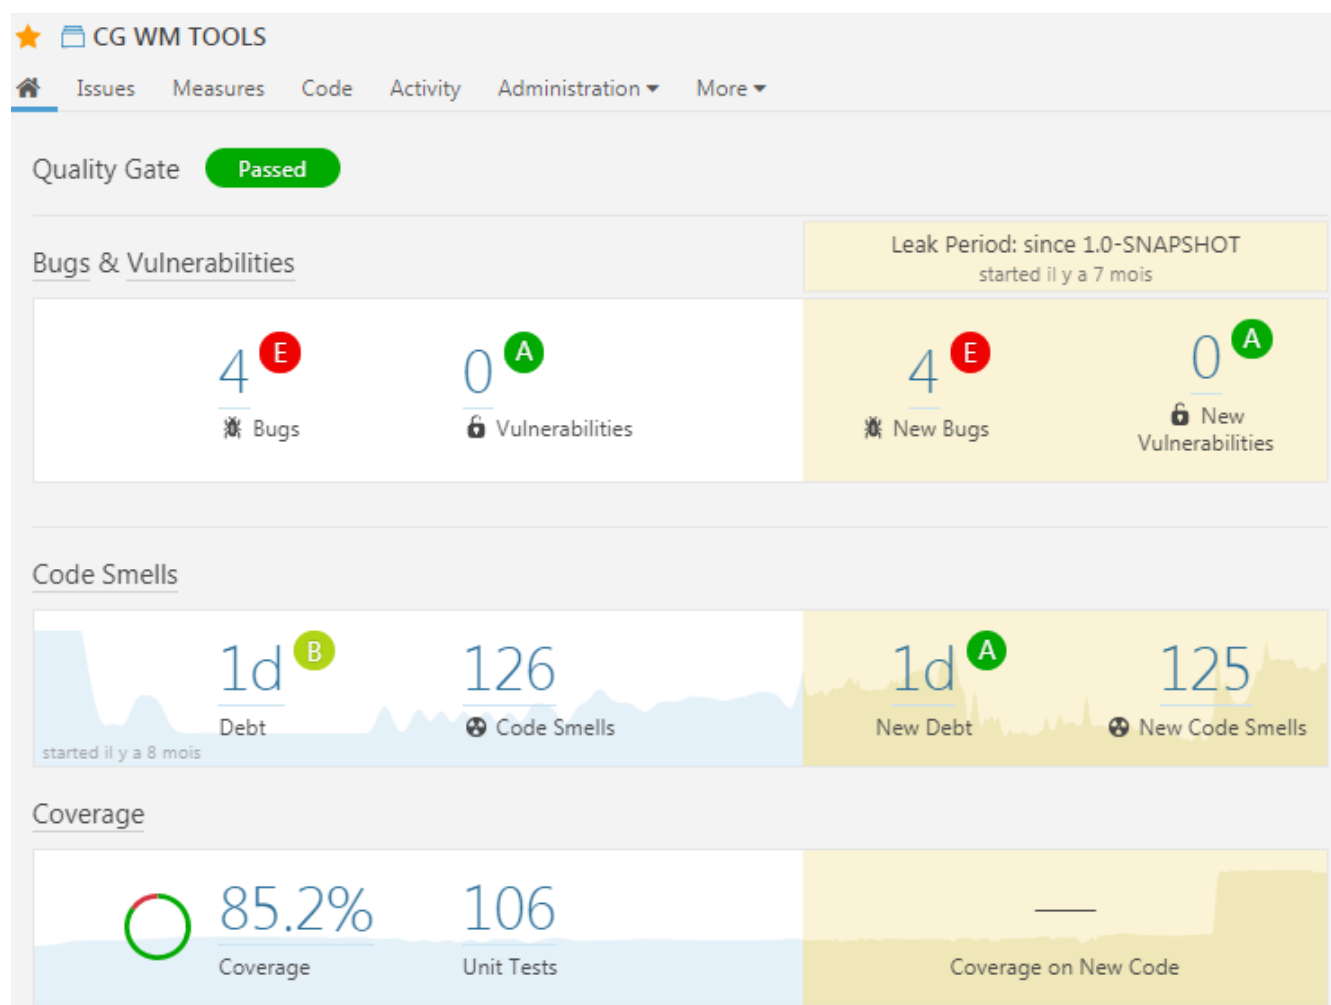 CG WM TOOLS
Issues Measures Code Activity Administration More
Quality Gate Passed
Leak Period: since 1.0-SNAPSHOT
started il y a 7 mois
Bugs & Vulnerabilities
4 E 0 A 4 E 0 A
Bugs Vulnerabilities New Bugs New
Vulnerabilities
Code Smells
1d B 126 1d A 125
Debt Code Smells New Debt New Code Smells
started il y a 8 mois
Coverage
85.2% 106 —
Coverage Unit Tests Coverage on New Code